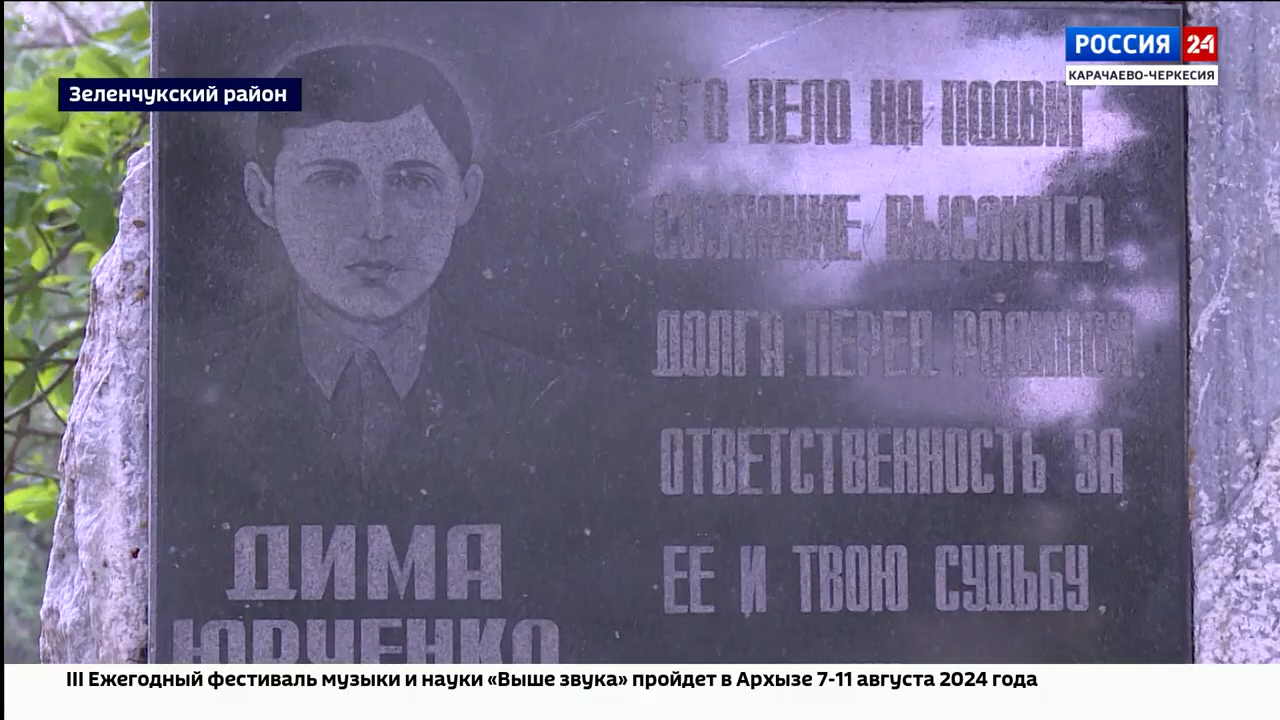 РОССИЯ 24
КАРАЧАЕВО-ЧЕРКЕСИЯ
Зеленчукский район
ЕГО ВЕЛО НА ПОДВИГ
СОЗНАНИЕ ВЫСОКОГО
ДОЛГА ПЕРЕД РОДИНОЙ,
ОТВЕТСТВЕННОСТЬ ЗА
ЕЕ И ТВОЮ СУДЬБУ,
ДИМА
ЮРЧЕНКО
III Ежегодный фестиваль музыки и науки «Выше звука» пройдет в Архызе 7-11 августа 2024 года